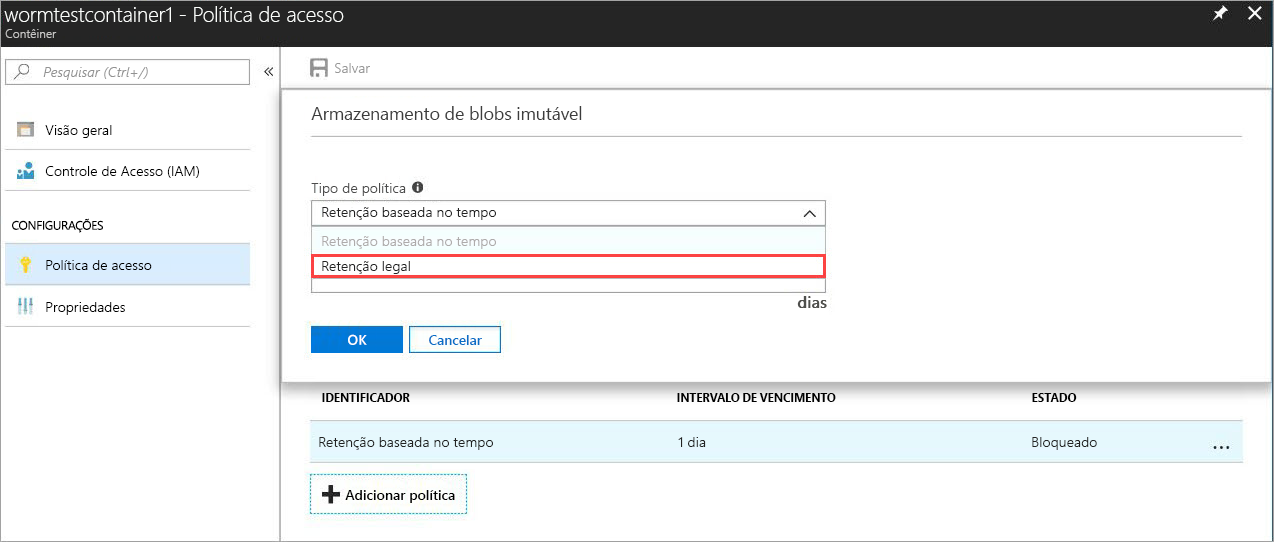 wormtestcontainer1 - Política de acesso
Contêiner
Pesquisar (Ctrl+/)
«
Salvar
Visão geral
Controle de Acesso (IAM)
CONFIGURAÇÕES
Política de acesso
Propriedades
Armazenamento de blobs imutável
Tipo de política
Retenção baseada no tempo
Retenção baseada no tempo
Retenção legal
dias
OK Cancelar
IDENTIFICADOR INTERVALO DE VENCIMENTO ESTADO
Retenção baseada no tempo 1 dia Bloqueado ...
Adicionar política